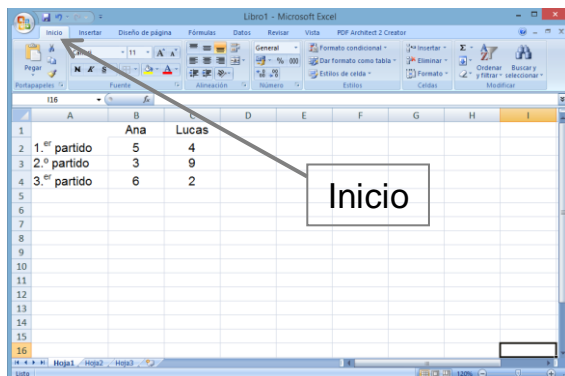 Libro1 - Microsoft Excel
Inicio Insertar Diseño de página Fórmulas Datos Revisar Vista PDF Architect 2 Creator
11 A A General Formato condicional Insertar Σ
Pegar N K S A % 000 Dar formato como tabla Eliminar Ordenar y filtrar Buscar y seleccionar
Estilos de celda Formato
Portapapeles Fuente Alineación Número Estilos Celdas Modificar
I16 fx
A B C D E F G H I
1 Ana Lucas
2 1.er partido 5 4
3 2.º partido 3 9
4 3.er partido 6 2
5
6
7
8
9
10
11
12
13
14
15
16
Inicio
Hoja1 Hoja2 Hoja3
Listo 120%